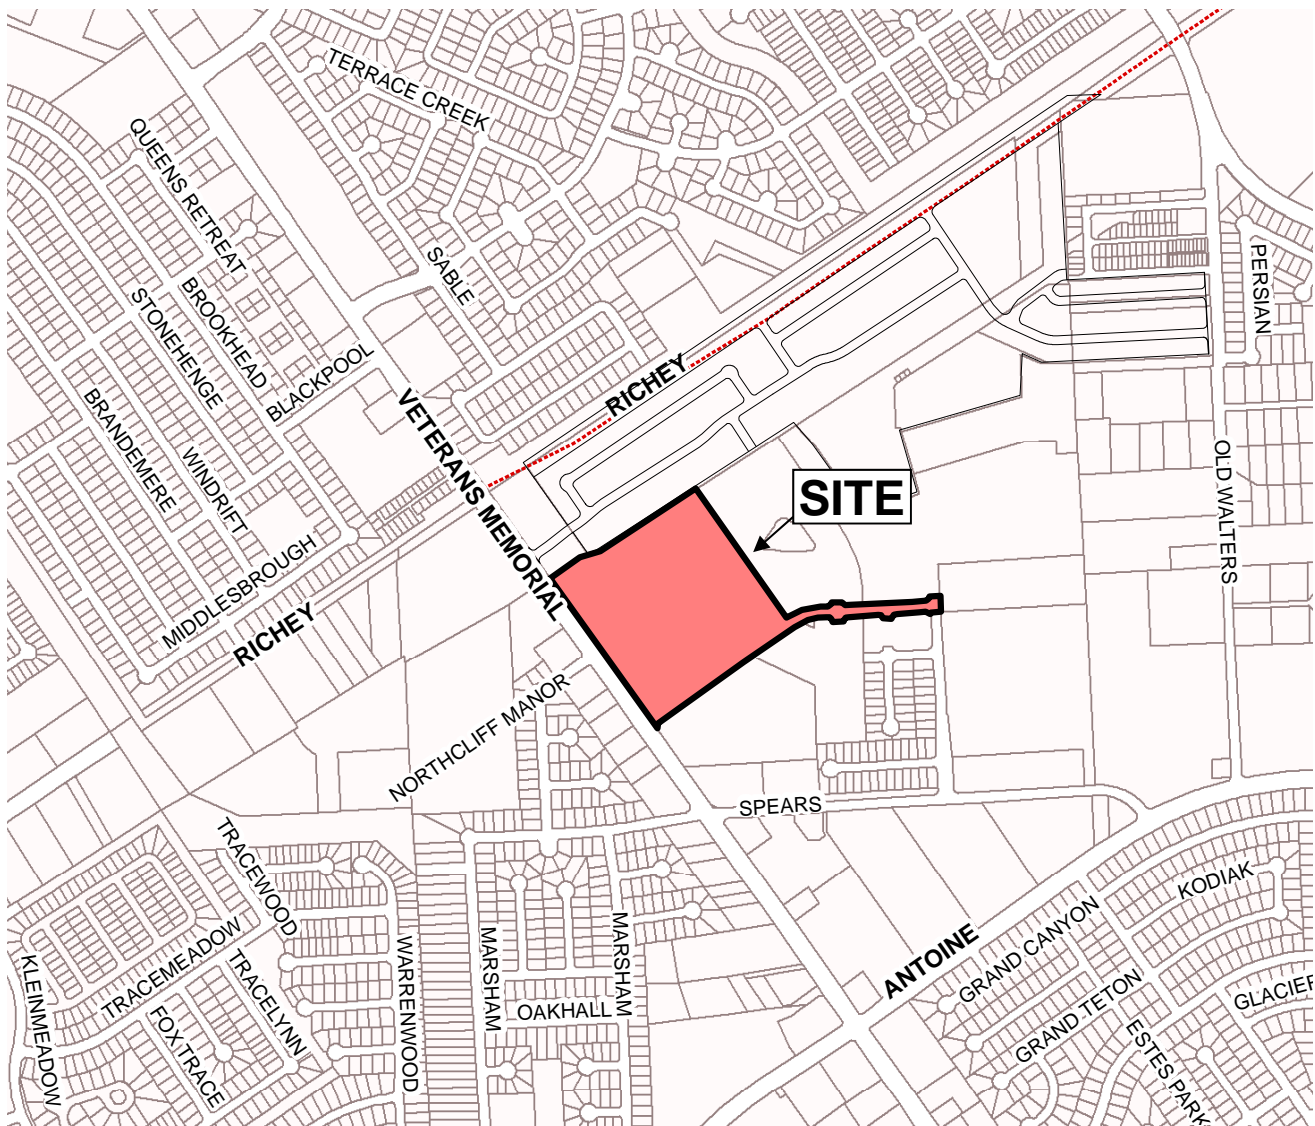 TERRACE CREEK
QUEENS RETREAT
SABLE
PERSIAN
BROOKHEAD
STONEHENGE
BLACKPOOL
RICHEY
BRANDEMERE
WINDRIFT
VETERANS MEMORIAL
SITE
OLD WALTERS
MIDDLESBROUGH
RICHEY
NORTHCLIFF MANOR
SPEARS
TRACEWOOD
KODIAK
GRAND CANYON
ANTOINE
MARSHAM
MARSHAM
WARRENWOOD
TRACEMEADOW
TRACELYNN
KLEINMEADOW
FOX TRACE
OAKHALL
GRAND TETON
GLACIER
ESTES PARK